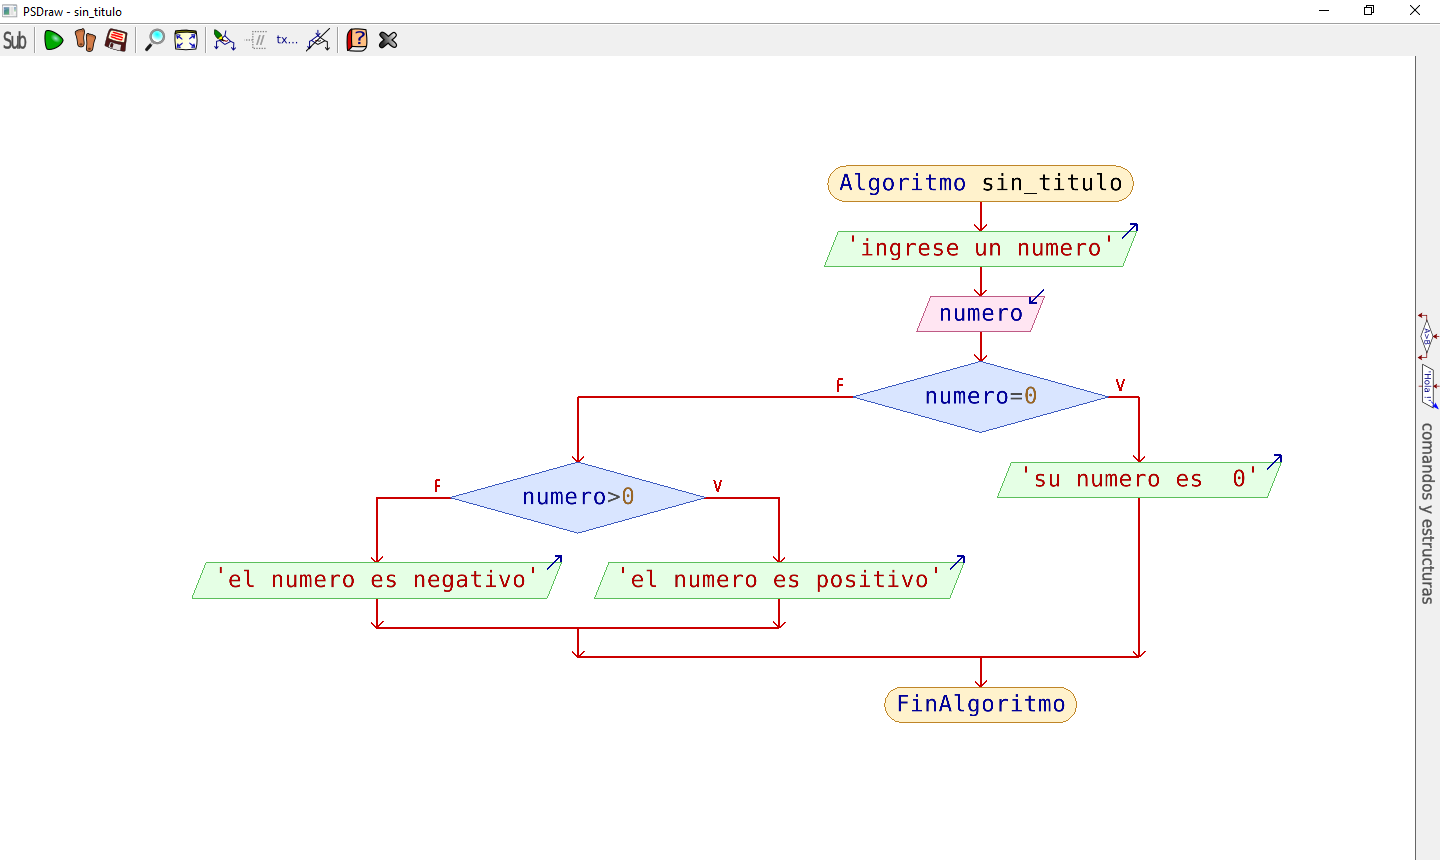 PSDraw - sin_titulo
Sub
tx...
Algoritmo sin_titulo
'ingrese un numero'
numero
numero=0
F
V
numero>0
F
V
'su numero es  0'
'el numero es negativo'
'el numero es positivo'
FinAlgoritmo
A>B
'Hola !'
comandos y estructuras